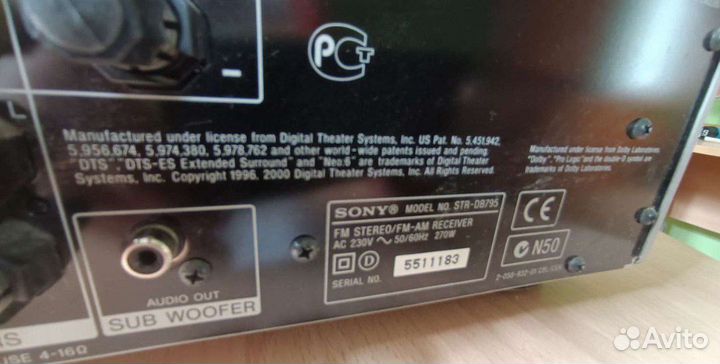 PCT
-
L
Manufactured under license from Digital Theater Systems, Inc. US Pat. No. 5,451,942,
5,956,674, 5,974,380, 5,978,762 and other world-wide patents issued and pending.
"DTS", "DTS-ES Extended Surround" and "Neo:6" are trademarks of Digital Theater
Systems, Inc. Copyright 1996, 2000 Digital Theater Systems, Inc. All Rights Reserved.
Manufactured under license from Dolby Laboratories.
"Dolby", "Pro Logic" and the double-D symbol are
trademarks of Dolby Laboratories.
SONY® MODEL NO. STR-DB795
FM STEREO/FM-AM RECEIVER
AC 230V ~ 50/60HZ 270W
D
SERIAL NO. 5511183
CE
N50
AUDIO OUT
SUB WOOFER
USE 4-16Ω
Avito